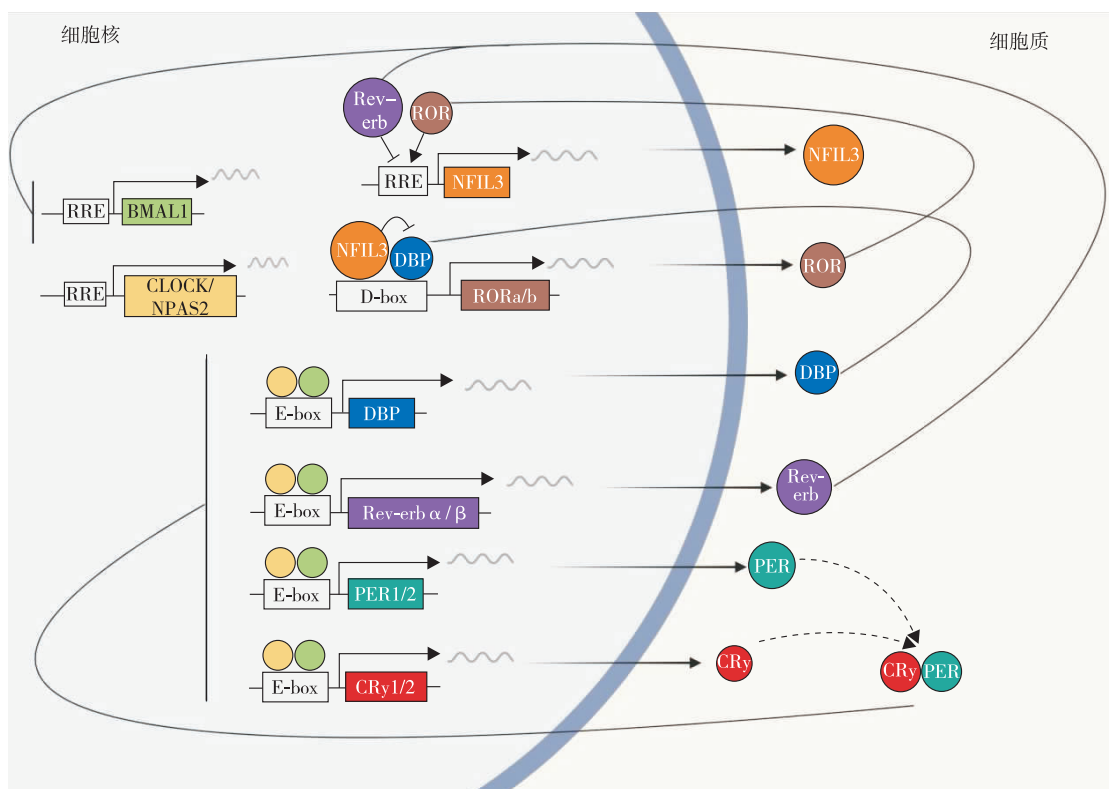 细胞核
细胞质
Rev-
erb
ROR
RRE
NFIL3
NFIL3
RRE
BMAL1
NFIL3
DBP
D-box
RORa/b
ROR
RRE
CLOCK/
NPAS2
E-box
DBP
DBP
E-box
Rev-erb α / β
Rev-
erb
E-box
PER1/2
PER
E-box
CRy1/2
CRy
CRy
PER